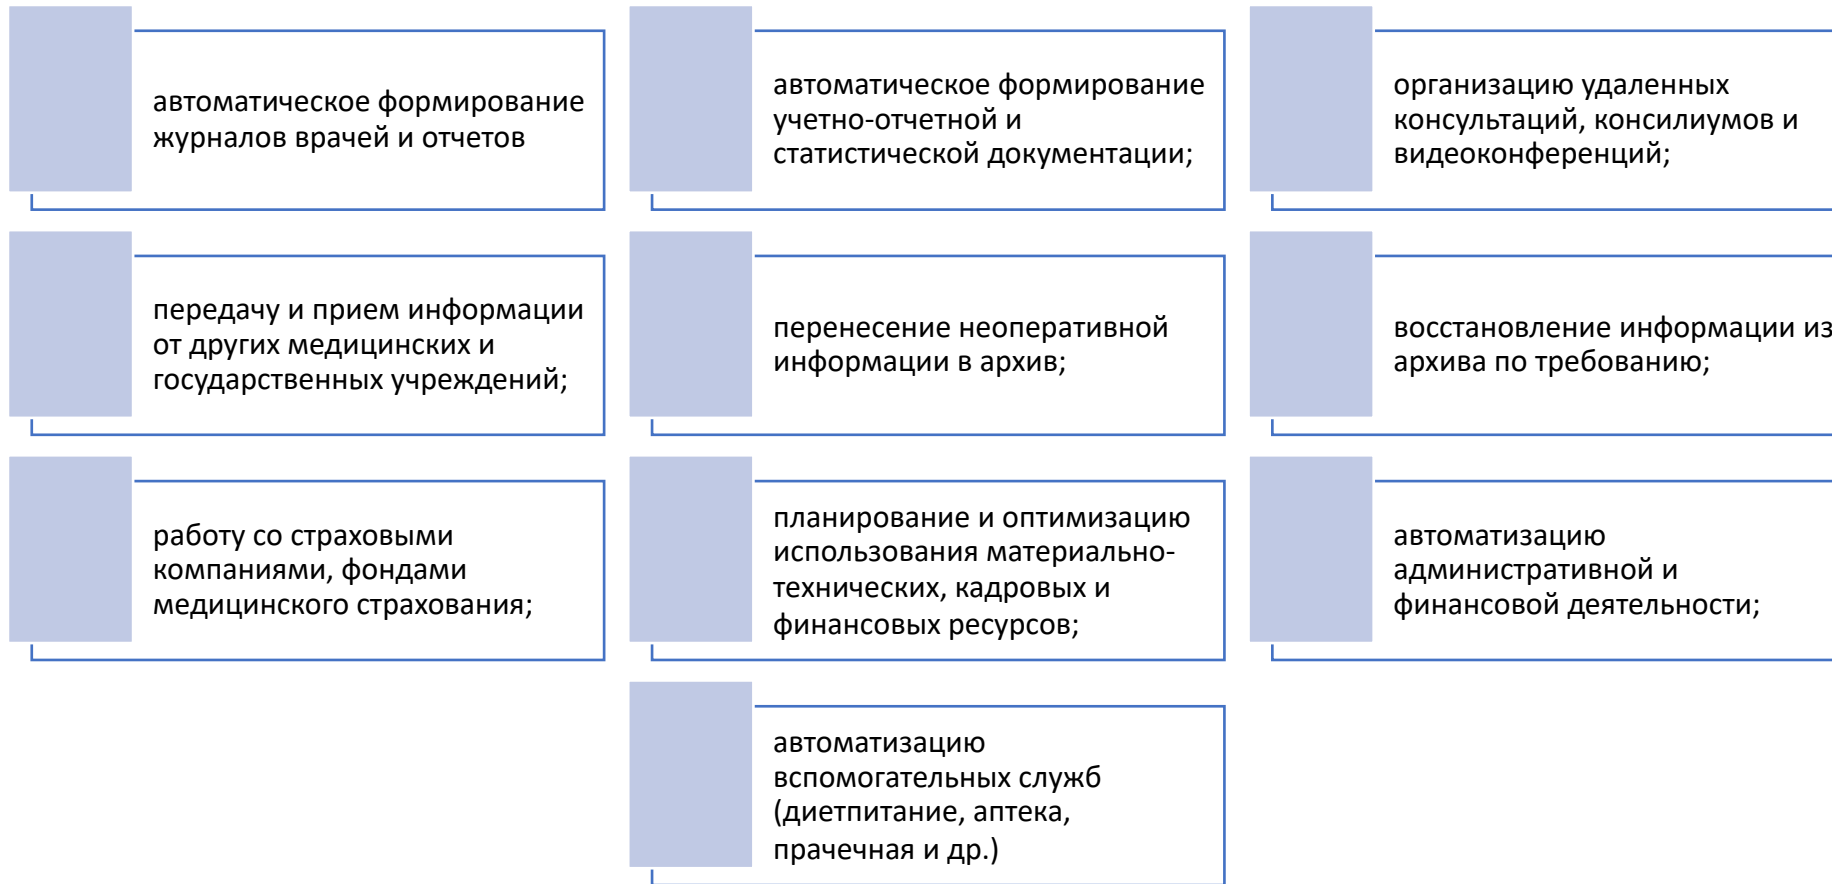 автоматическое формирование
журналов врачей и отчетов
автоматическое формирование
учетно-отчетной и
статистической документации;
организацию удаленных
консультаций, консилиумов и
видеоконференций;
передачу и прием информации
от других медицинских и
государственных учреждений;
перенесение неоперативной
информации в архив;
восстановление информации из
архива по требованию;
работу со страховыми
компаниями, фондами
медицинского страхования;
планирование и оптимизацию
использования материально-
технических, кадровых и
финансовых ресурсов;
автоматизацию
административной и
финансовой деятельности;
автоматизацию
вспомогательных служб
(диетпитание, аптека,
прачечная и др.)